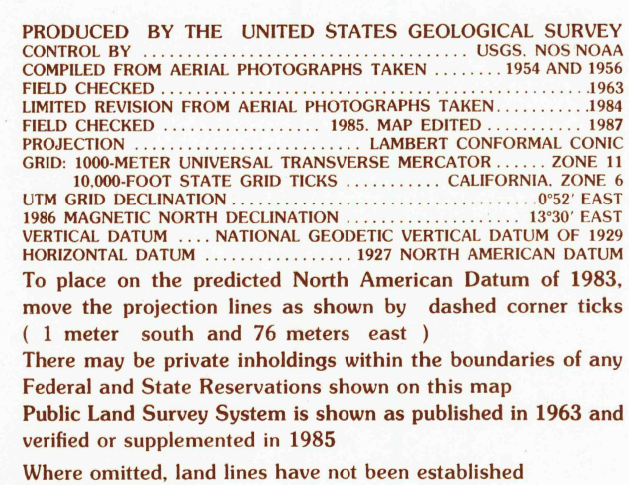 PRODUCED BY THE UNITED STATES GEOLOGICAL SURVEY
CONTROL BY ........................................ USGS, NOS NOAA
COMPILED FROM AERIAL PHOTOGRAPHS TAKEN ........ 1954 AND 1956
FIELD CHECKED ....................................................1963
LIMITED REVISION FROM AERIAL PHOTOGRAPHS TAKEN...........1984
FIELD CHECKED ................ 1985. MAP EDITED .......... 1987
PROJECTION ........................... LAMBERT CONFORMAL CONIC
GRID: 1000-METER UNIVERSAL TRANSVERSE MERCATOR ...... ZONE 11
10,000-FOOT STATE GRID TICKS ........... CALIFORNIA, ZONE 6
UTM GRID DECLINATION.....................................0°52′ EAST
1986 MAGNETIC NORTH DECLINATION ..................... 13°30′ EAST
VERTICAL DATUM .... NATIONAL GEODETIC VERTICAL DATUM OF 1929
HORIZONTAL DATUM .................. 1927 NORTH AMERICAN DATUM
To place on the predicted North American Datum of 1983,
move the projection lines as shown by dashed corner ticks
( 1 meter south and 76 meters east )
There may be private inholdings within the boundaries of any
Federal and State Reservations shown on this map
Public Land Survey System is shown as published in 1963 and
verified or supplemented in 1985
Where omitted, land lines have not been established